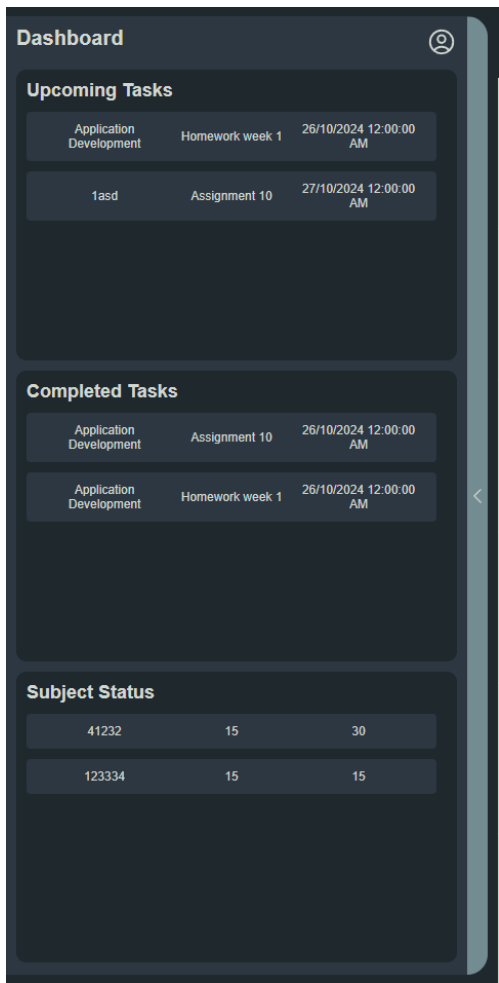 Dashboard
Upcoming Tasks
Application
Development
Homework week 1
26/10/2024 12:00:00
AM
1asd
Assignment 10
27/10/2024 12:00:00
AM
Completed Tasks
Application
Development
Assignment 10
26/10/2024 12:00:00
AM
Application
Development
Homework week 1
26/10/2024 12:00:00
AM
Subject Status
41232
15
30
123334
15
15